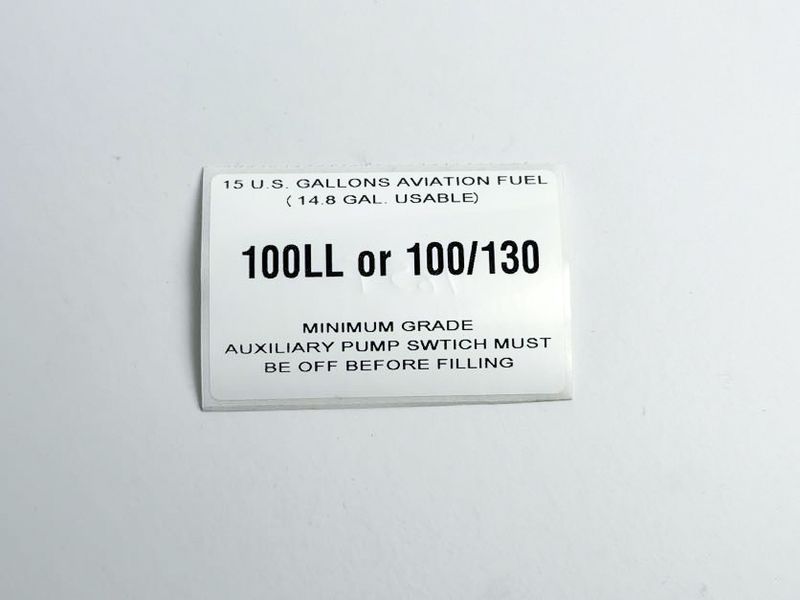 15 U.S. GALLONS AVIATION FUEL
( 14.8 GAL. USABLE)
100LL or 100/130
MINIMUM GRADE
AUXILIARY PUMP SWTICH MUST
BE OFF BEFORE FILLING